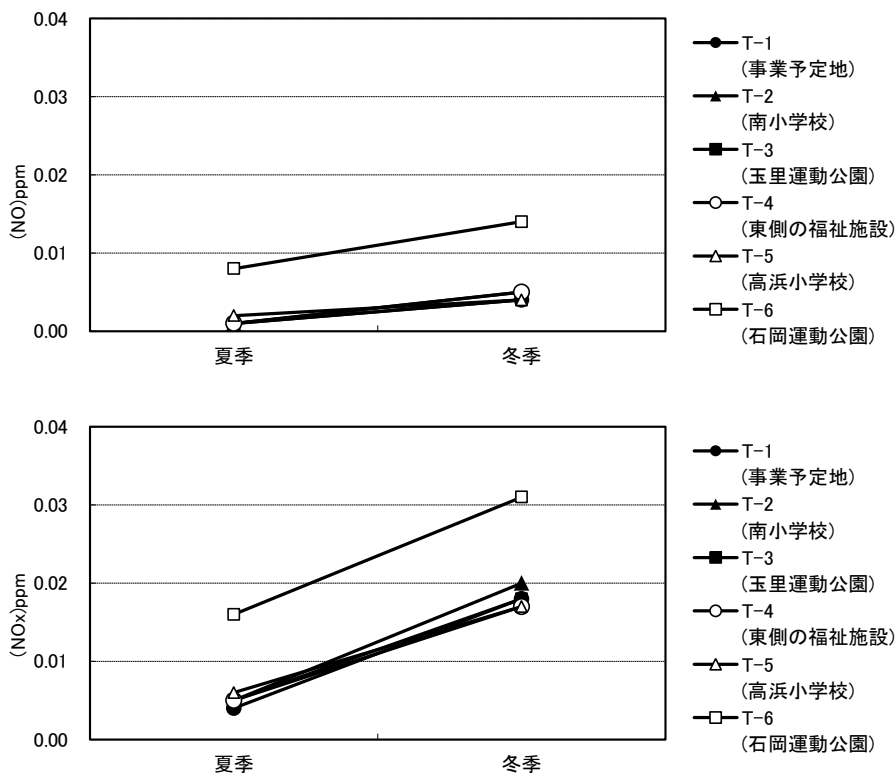 (NO)ppm
0.04
0.03
0.02
0.01
0.00
夏季
冬季
T-1
(事業予定地)
T-2
(南小学校)
T-3
(玉里運動公園)
T-4
(東側の福祉施設)
T-5
(高浜小学校)
T-6
(石岡運動公園)
(NOx)ppm
0.04
0.03
0.02
0.01
0.00
夏季
冬季
T-1
(事業予定地)
T-2
(南小学校)
T-3
(玉里運動公園)
T-4
(東側の福祉施設)
T-5
(高浜小学校)
T-6
(石岡運動公園)